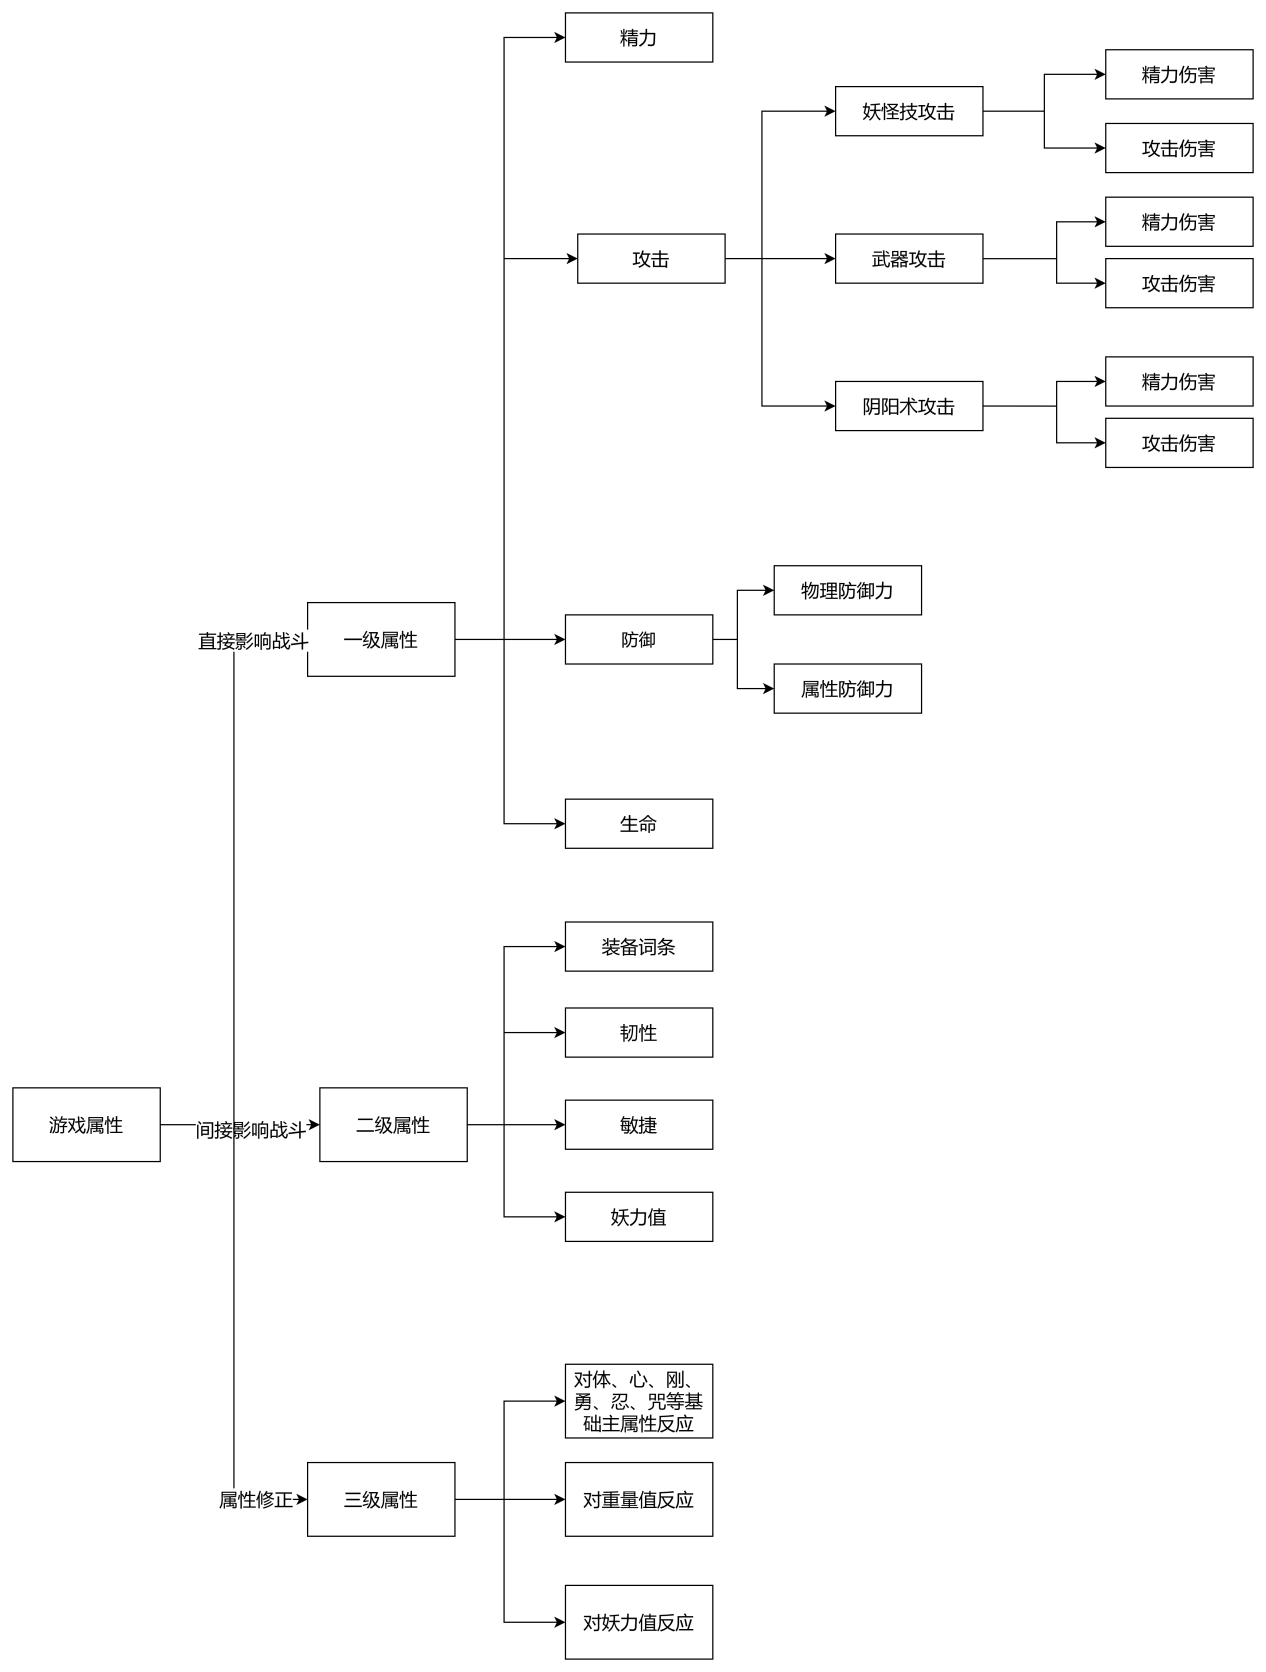 精力
妖怪技攻击
精力伤害
攻击伤害
攻击
武器攻击
精力伤害
攻击伤害
阴阳术攻击
精力伤害
攻击伤害
直接影响战斗
一级属性
防御
物理防御力
属性防御力
生命
装备词条
韧性
游戏属性
间接影响战斗
二级属性
敏捷
妖力值
对体、心、刚、
勇、忍、咒等基
础主属性反应
属性修正
三级属性
对重量值反应
对妖力值反应